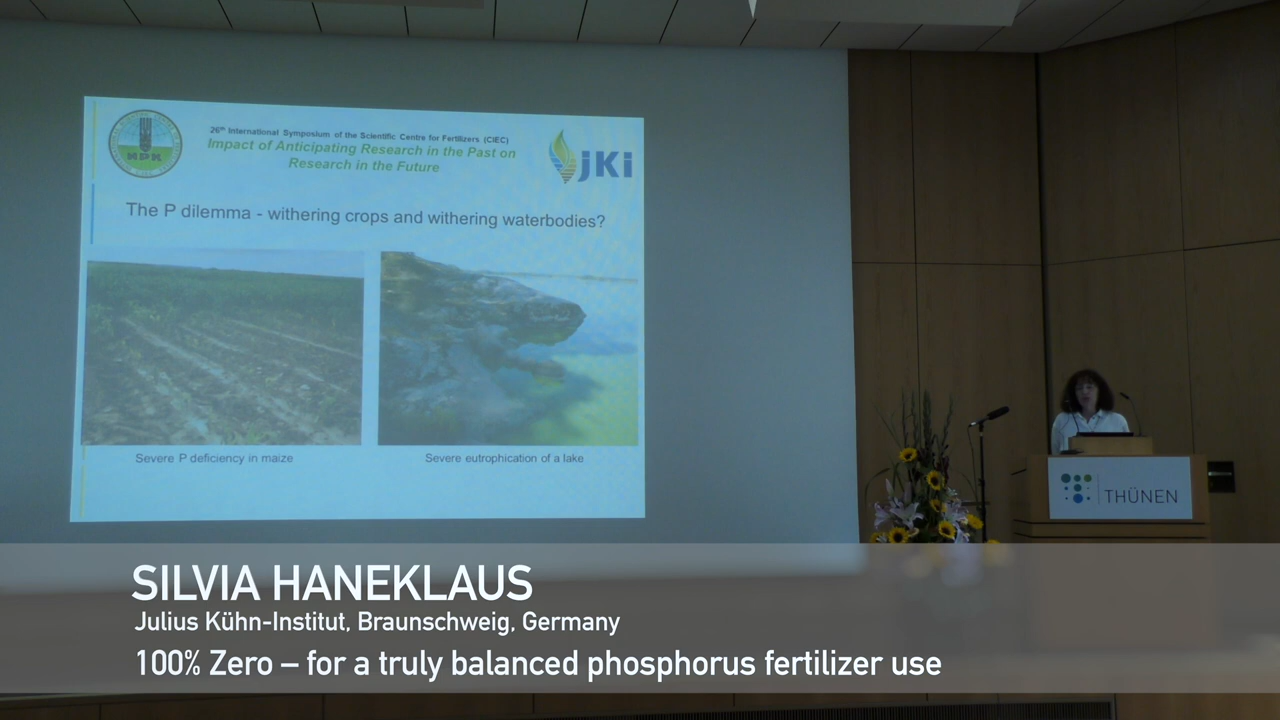 26th International Symposium of the Scientific Centre for Fertilizers (CIEC)
Impact of Anticipating Research in the Past on
Research in the Future
JKi
The P dilemma - withering crops and withering waterbodies?
Severe P deficiency in maize
Severe eutrophication of a lake
THÜNEN
SILVIA HANEKLAUS
Julius Kühn-Institut, Braunschweig, Germany
100% Zero – for a truly balanced phosphorus fertilizer use